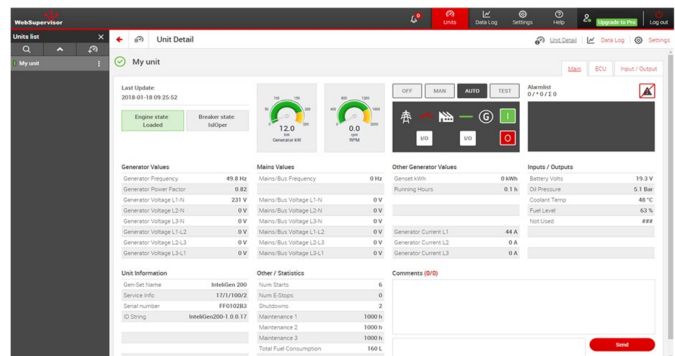 WebSupervisor
Units
Data Log
Settings
Help
Upgrade to Pro
Log out
Units list
×
Unit Detail
Unit Detail
Data Log
Settings
My unit
My unit
Main
ECU
Input / Output
Last Update:
2018-01-18 09:25:52
Engine state:
Loaded
Breaker state:
IslOper
12.0
kW
Generator kW
0.0
rpm
RPM
OFF
MAN
AUTO
TEST
G
I
I/O
I/O
O
Alarmlist
0 / * 0 / Σ 0
Generator Values
Generator Frequency 49.8 Hz
Generator Power Factor 0.82
Generator Voltage L1-N 231 V
Generator Voltage L2-N 0 V
Generator Voltage L3-N 0 V
Generator Voltage L1-L2 0 V
Generator Voltage L2-L3 0 V
Generator Voltage L3-L1 0 V
Mains Values
Mains/Bus Frequency 0 Hz
Mains/Bus Voltage L1-N 0 V
Mains/Bus Voltage L2-N 0 V
Mains/Bus Voltage L3-N 0 V
Mains/Bus Voltage L1-L2 0 V
Mains/Bus Voltage L2-L3 0 V
Mains/Bus Voltage L3-L1 0 V
Other Generator Values
Genset kWh 0 kWh
Running Hours 0.1 h
Generator Current L1 44 A
Generator Current L2 0 A
Generator Current L3 0 A
Inputs / Outputs
Battery Volts 19.3 V
Oil Pressure 5.1 Bar
Coolant Temp 48 °C
Fuel Level 63 %
Not Used ###
Unit Information
Gen-Set Name InteliGen 200
Service Info 17/1/100/2
Serial number FF0102B3
ID String InteliGen200-1.0.0.17
Other / Statistics
Num Starts 6
Num E-Stops 0
Shutdowns 2
Maintenance 1 1000 h
Maintenance 2 1000 h
Maintenance 3 1000 h
Total Fuel Consumption 160 L
Comments (0/0)
Send